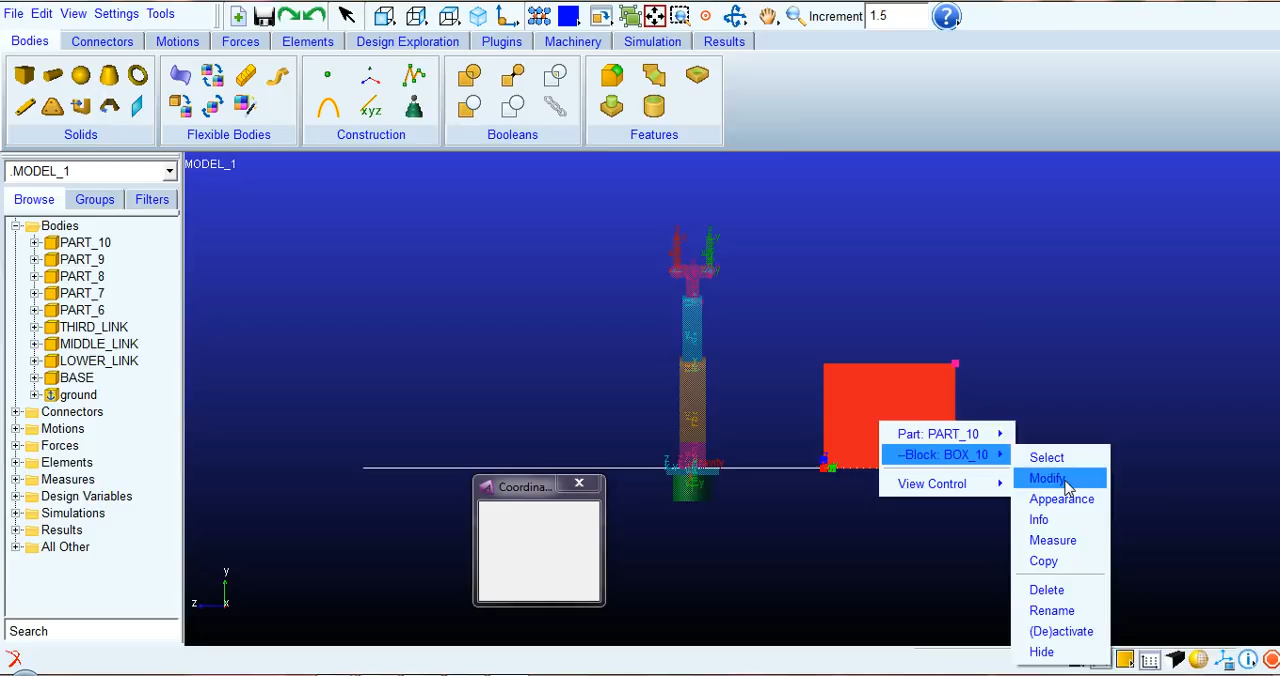 File Edit View Settings Tools
Increment 1.5
Bodies Connectors Motions Forces Elements Design Exploration Plugins Machinery Simulation Results
xyz
Solids Flexible Bodies Construction Booleans Features
.MODEL_1
MODEL_1
Browse Groups Filters
Bodies
PART_10
PART_9
PART_8
PART_7
PART_6
THIRD_LINK
MIDDLE_LINK
LOWER_LINK
BASE
ground
Connectors
Motions
Forces
Elements
Measures
Design Variables
Simulations
Results
All Other
Search
Coordina...
Part: PART_10
--Block: BOX_10
View Control
Select
Modify
Appearance
Info
Measure
Copy
Delete
Rename
(De)activate
Hide
y
z x